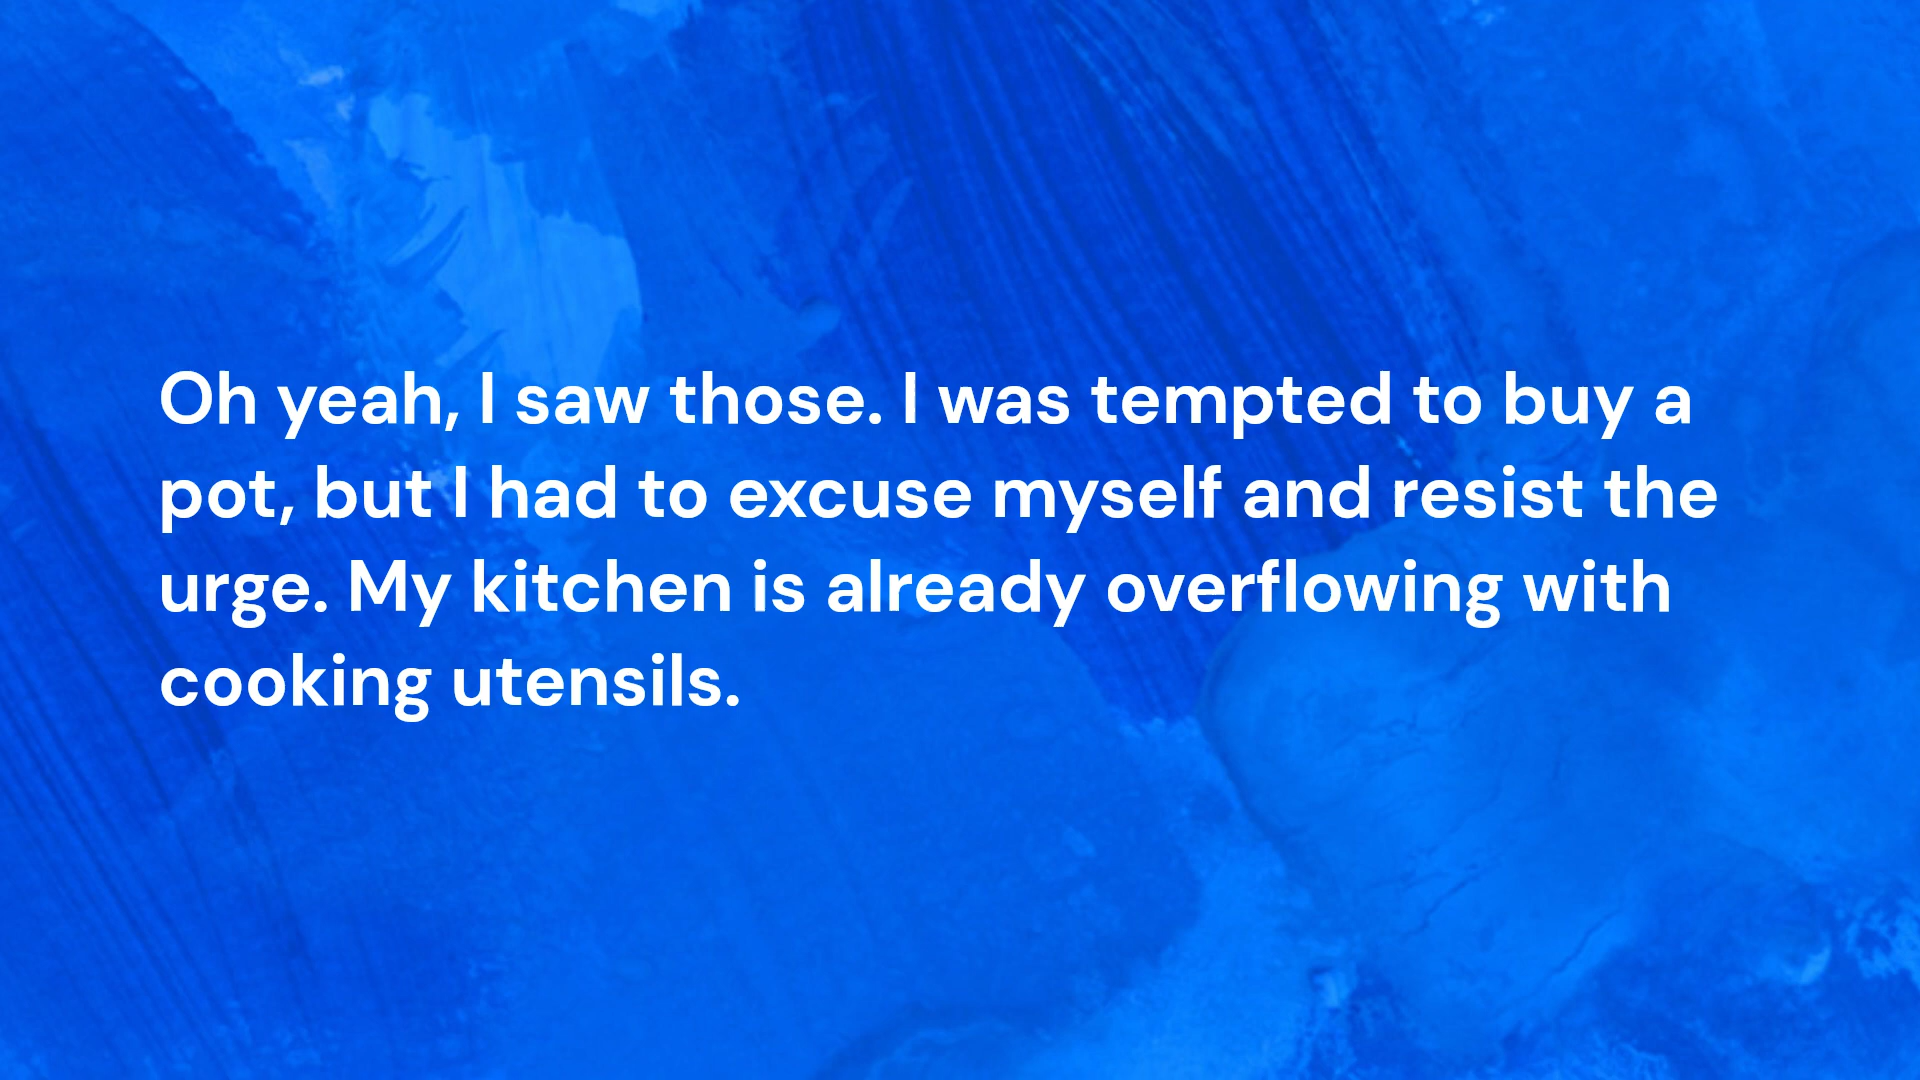 Oh yeah, I saw those. I was tempted to buy a
pot, but I had to excuse myself and resist the
urge. My kitchen is already overflowing with
cooking utensils.